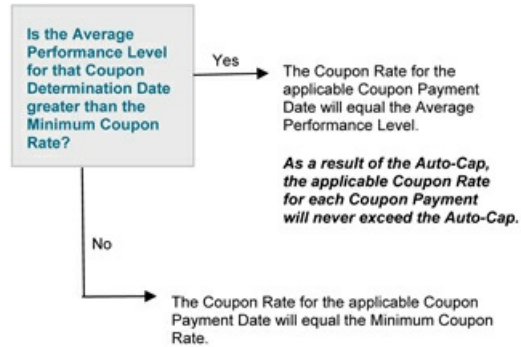 Is the Average
Performance Level
for that Coupon
Determination Date
greater than the
Minimum Coupon
Rate?
Yes
The Coupon Rate for the
applicable Coupon Payment
Date will equal the Average
Performance Level.
As a result of the Auto-Cap,
the applicable Coupon Rate
for each Coupon Payment
will never exceed the Auto-Cap.
No
The Coupon Rate for the applicable Coupon
Payment Date will equal the Minimum Coupon
Rate.